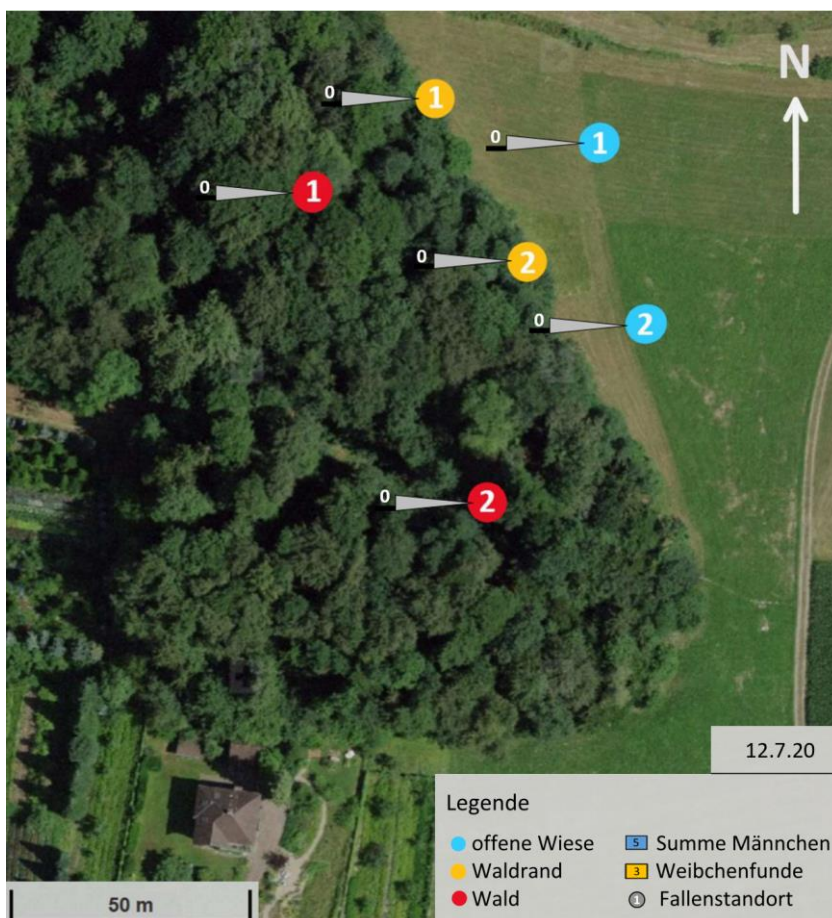 N
0 1
0 1
0 1
0 2
0 2
0 2
12.7.20
Legende
offene Wiese
5 Summe Männchen
Waldrand
3 Weibchenfunde
Wald
1 Fallenstandort
50 m